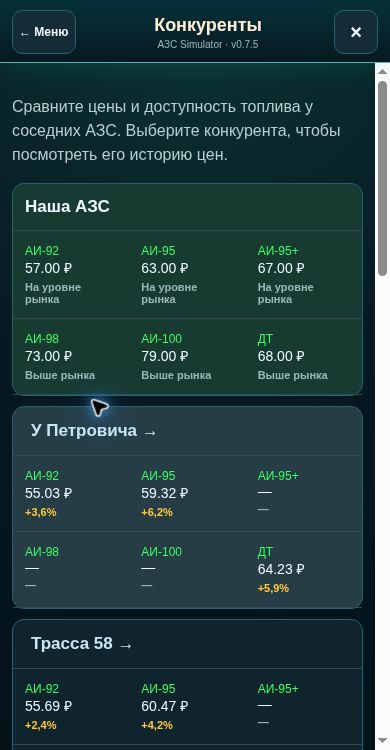 ← Меню
Конкуренты
×
АЗС Simulator · v0.7.5
Сравните цены и доступность топлива у
соседних АЗС. Выберите конкурента, чтобы
посмотреть его историю цен.
Наша АЗС
АИ-92 АИ-95 АИ-95+
57.00 ₽ 63.00 ₽ 67.00 ₽
На уровне На уровне На уровне
рынка рынка рынка
АИ-98 АИ-100 ДТ
73.00 ₽ 79.00 ₽ 68.00 ₽
Выше рынка Выше рынка Выше рынка
У Петровича →
АИ-92 АИ-95 АИ-95+
55.03 ₽ 59.32 ₽ —
+3,6% +6,2% —
АИ-98 АИ-100 ДТ
— — 64.23 ₽
— — +5,9%
Трасса 58 →
АИ-92 АИ-95 АИ-95+
55.69 ₽ 60.47 ₽ —
+2,4% +4,2% —